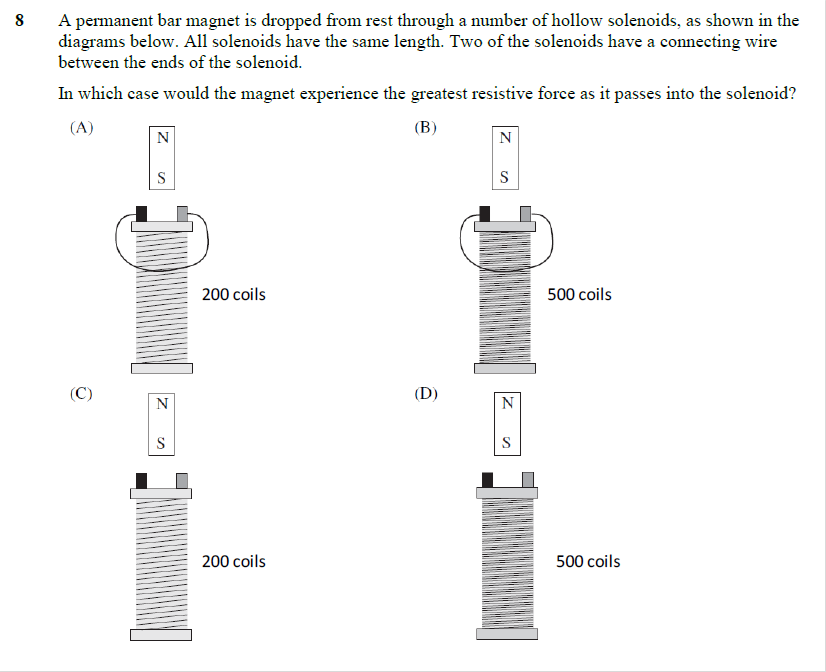 8 A permanent bar magnet is dropped from rest through a number of hollow solenoids, as shown in the
diagrams below. All solenoids have the same length. Two of the solenoids have a connecting wire
between the ends of the solenoid.
In which case would the magnet experience the greatest resistive force as it passes into the solenoid?
(A)
N
S
200 coils
(B)
N
S
500 coils
(C)
N
S
200 coils
(D)
N
S
500 coils